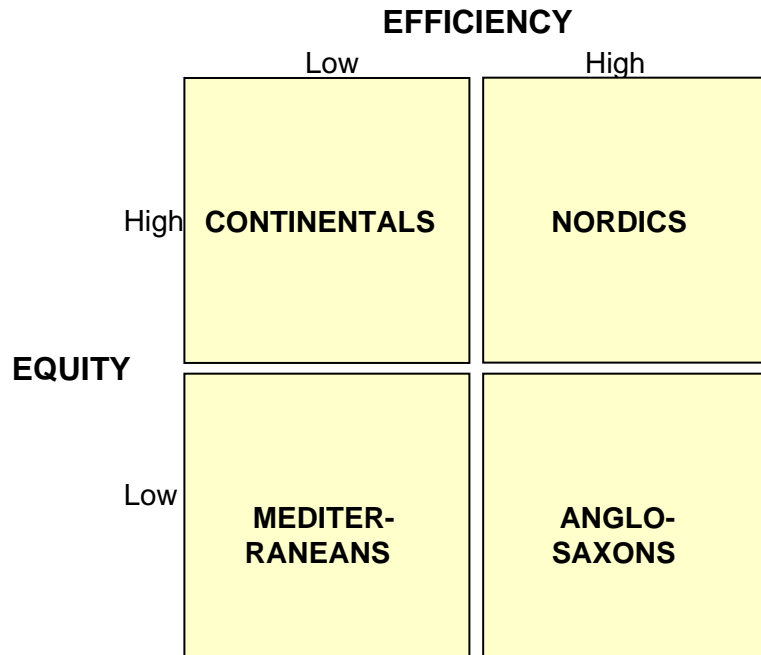 EFFICIENCY
Low High
High CONTINENTALS NORDICS
EQUITY
Low
MEDITER- ANGLO-
RANEANS SAXONS